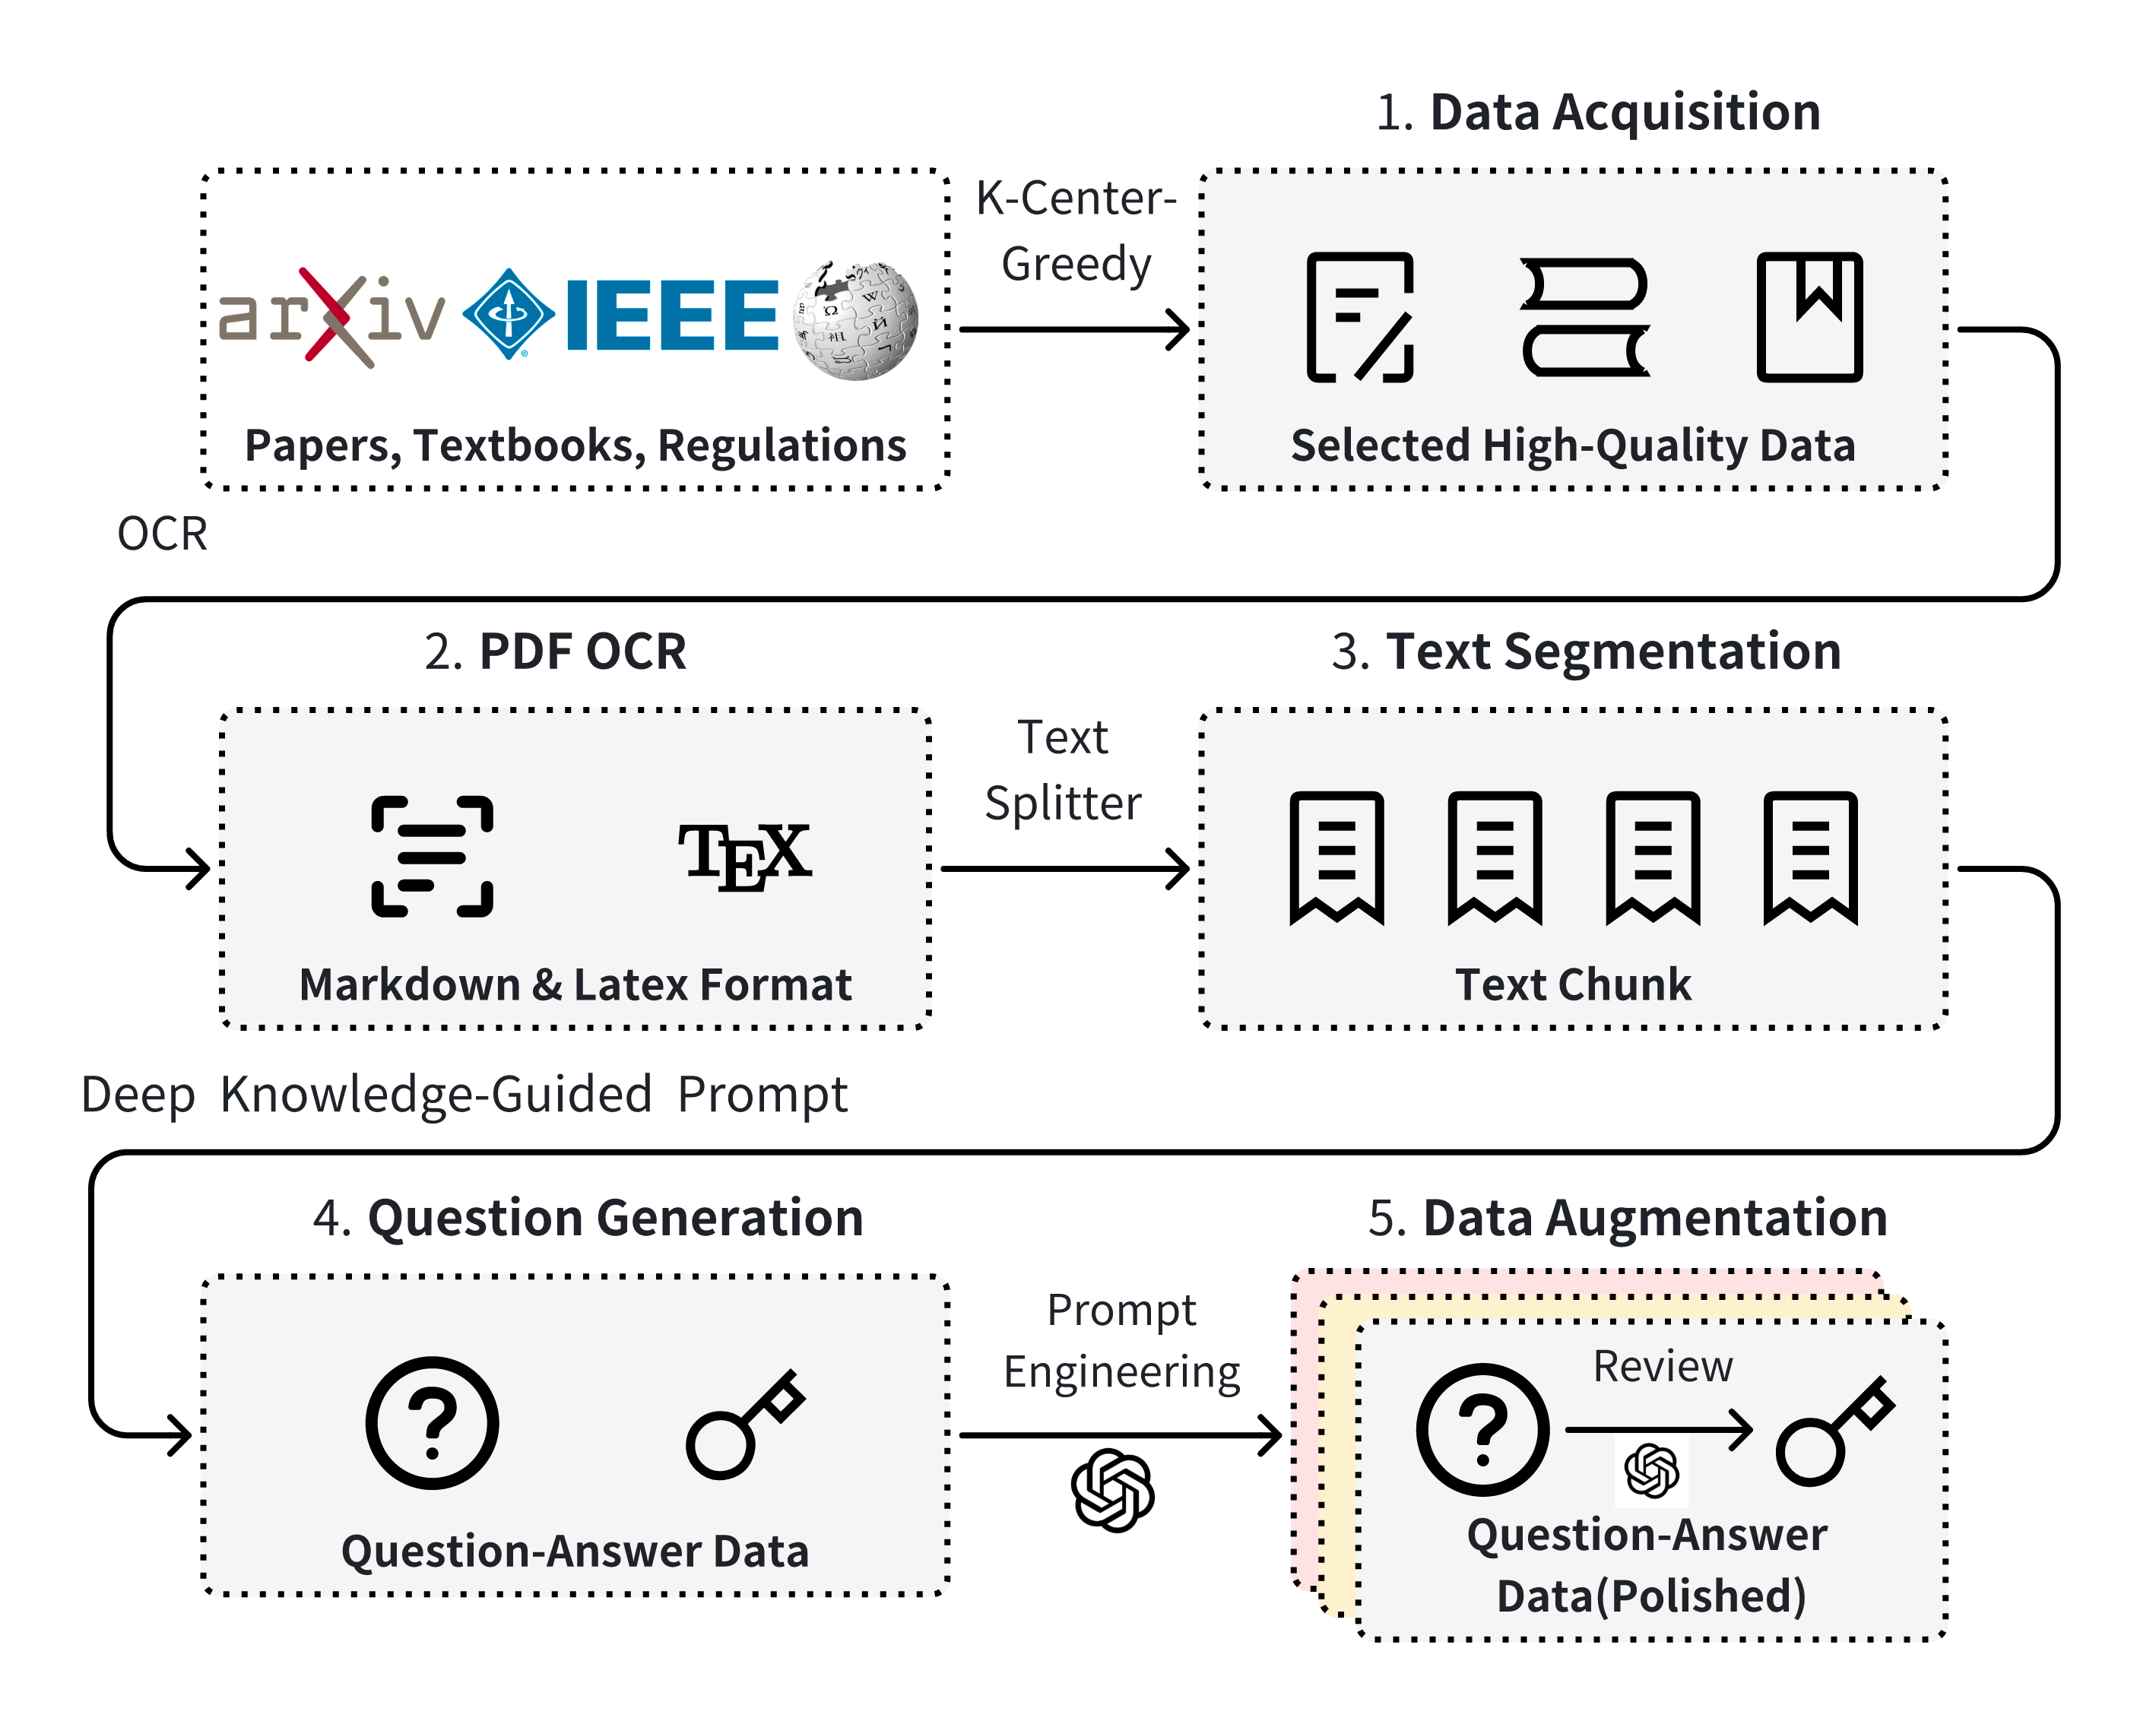 1. Data Acquisition
arXiv IEEE
Papers, Textbooks, Regulations
K-Center-
Greedy
Selected High-Quality Data
OCR
2. PDF OCR
TEX
Markdown & Latex Format
Text
Splitter
3. Text Segmentation
Text Chunk
Deep Knowledge-Guided Prompt
4. Question Generation
?
Question-Answer Data
Prompt
Engineering
5. Data Augmentation
?
Review
Question-Answer
Data(Polished)